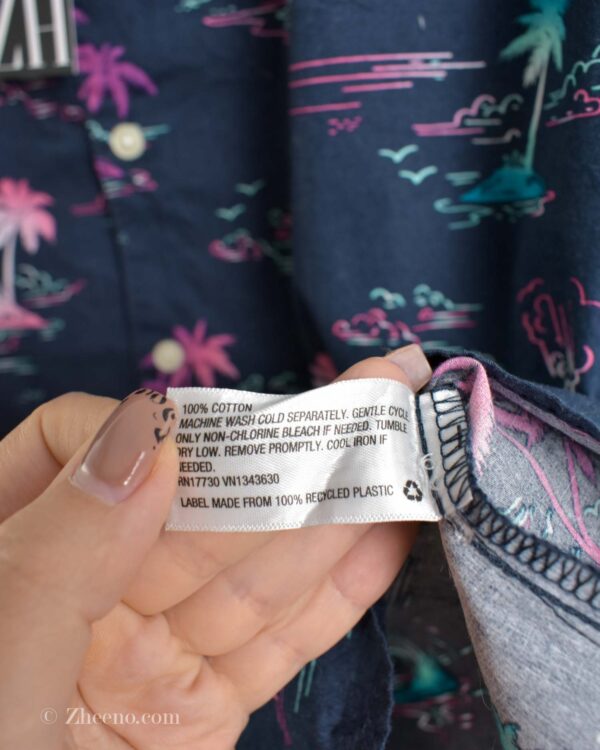 ZH
100% COTTON
MACHINE WASH COLD SEPARATELY. GENTLE CYCLE
ONLY NON-CHLORINE BLEACH IF NEEDED. TUMBLE
DRY LOW. REMOVE PROMPTLY. COOL IRON IF
NEEDED.
RN17730 VN1343630
LABEL MADE FROM 100% RECYCLED PLASTIC
© Zheeno.com